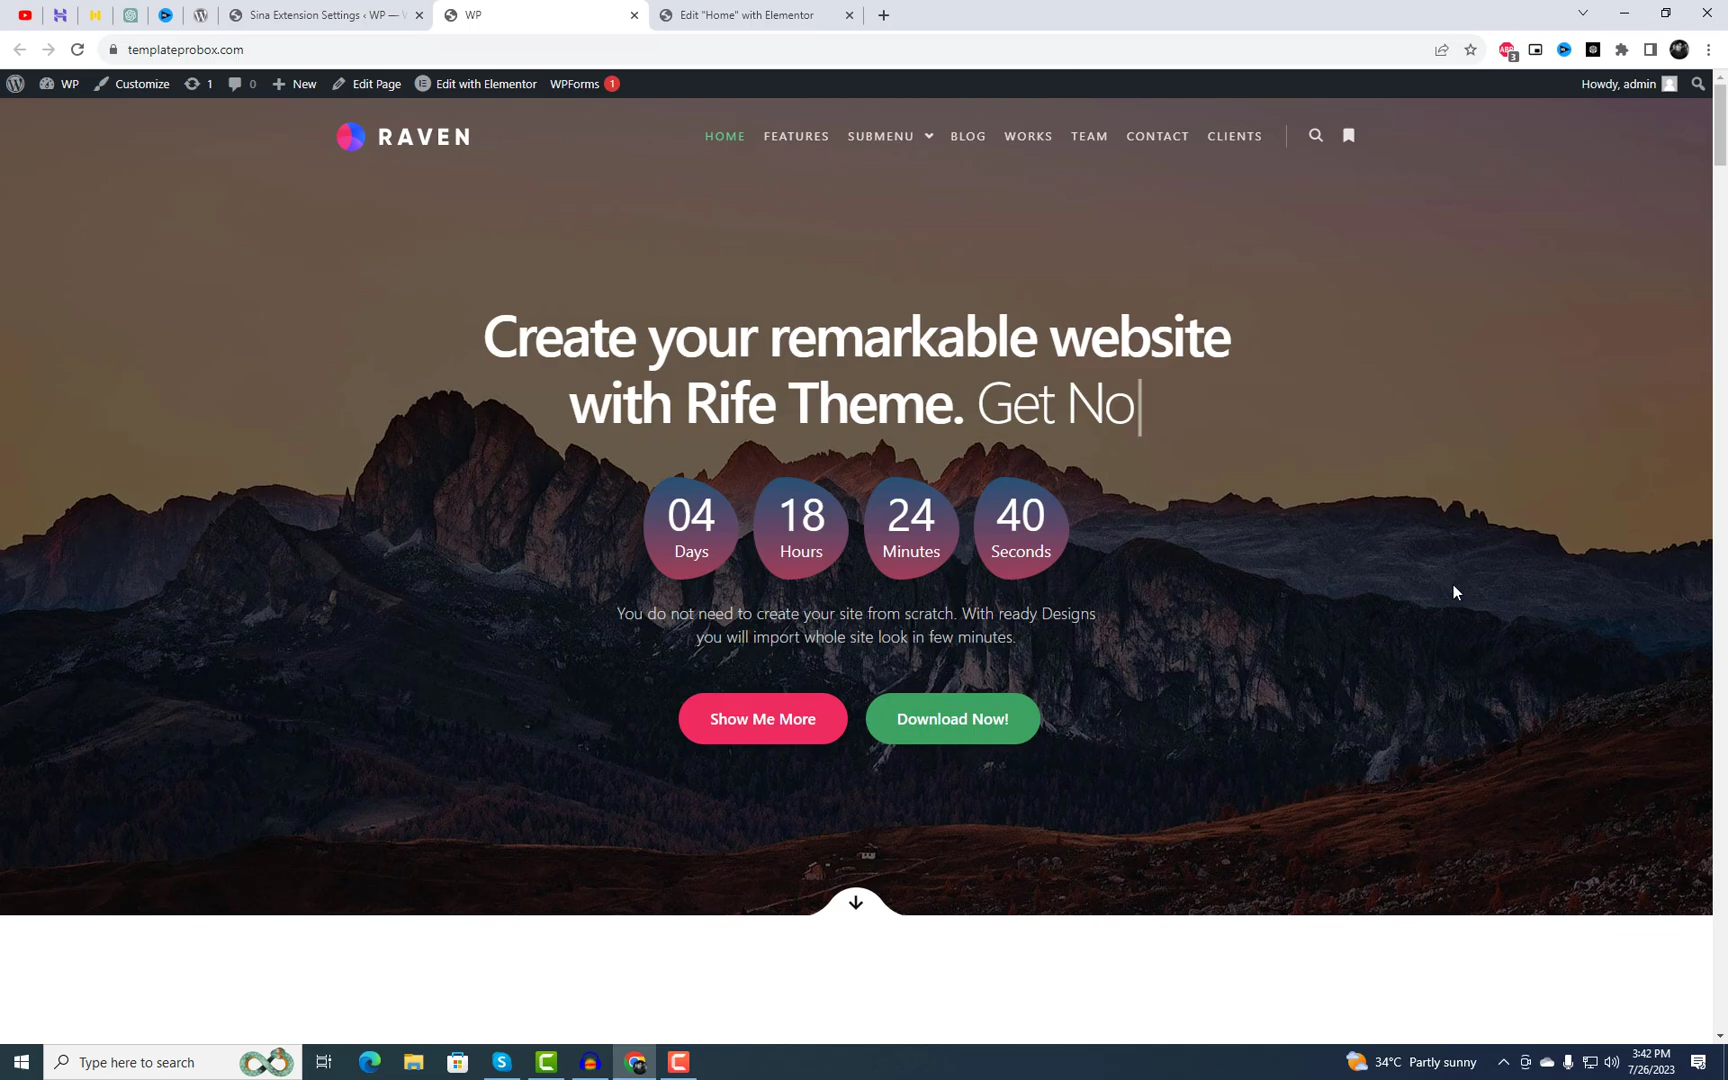 Sina Extension Settings ‹ WP —
WP
Edit "Home" with Elementor
templateprobox.com
ABP
3
WP
Customize
1
0
New
Edit Page
Edit with Elementor
WPForms 1
Howdy, admin
RAVEN
HOME
FEATURES
SUBMENU
BLOG
WORKS
TEAM
CONTACT
CLIENTS
Create your remarkable website
with Rife Theme. Get No|
04
18
24
40
Days
Hours
Minutes
Seconds
You do not need to create your site from scratch. With ready Designs
you will import whole site look in few minutes.
Show Me More
Download Now!
Type here to search
34°C Partly sunny
3:42 PM
7/26/2023